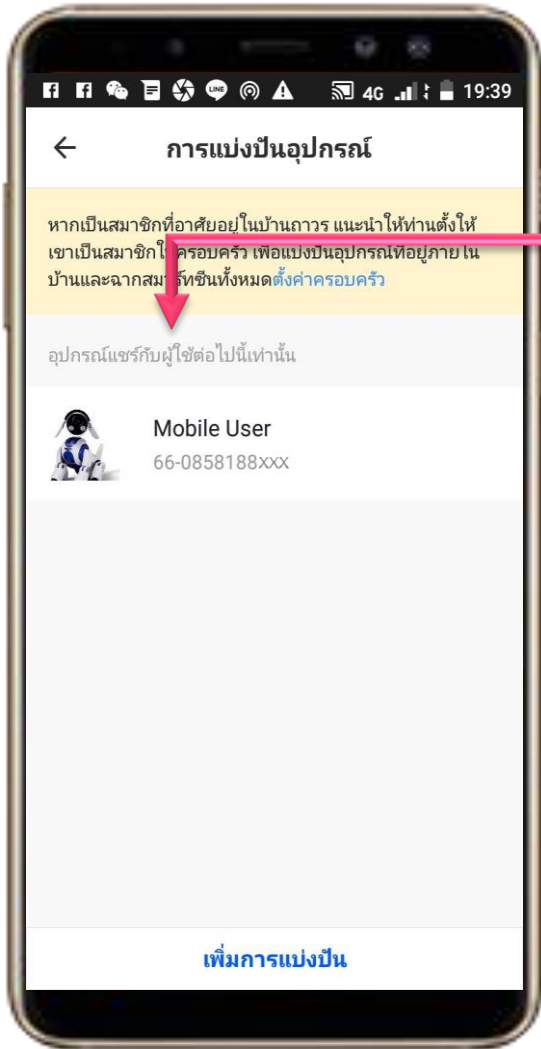 LINE 4G 19:39
การแบ่งปันอุปกรณ์
หากเป็นสมาชิกที่อาศัยอยู่ในบ้านถาวร แนะนำให้ท่านตั้งให้
เขาเป็นสมาชิกในครอบครัว เพื่อแบ่งปันอุปกรณ์ที่อยู่ภายใน
บ้านและฉากสมาร์ทซีนทั้งหมดตั้งค่าครอบครัว
อุปกรณ์แชร์กับผู้ใช้ต่อไปนี้เท่านั้น
Mobile User
66-0858188xxx
เพิ่มการแบ่งปัน